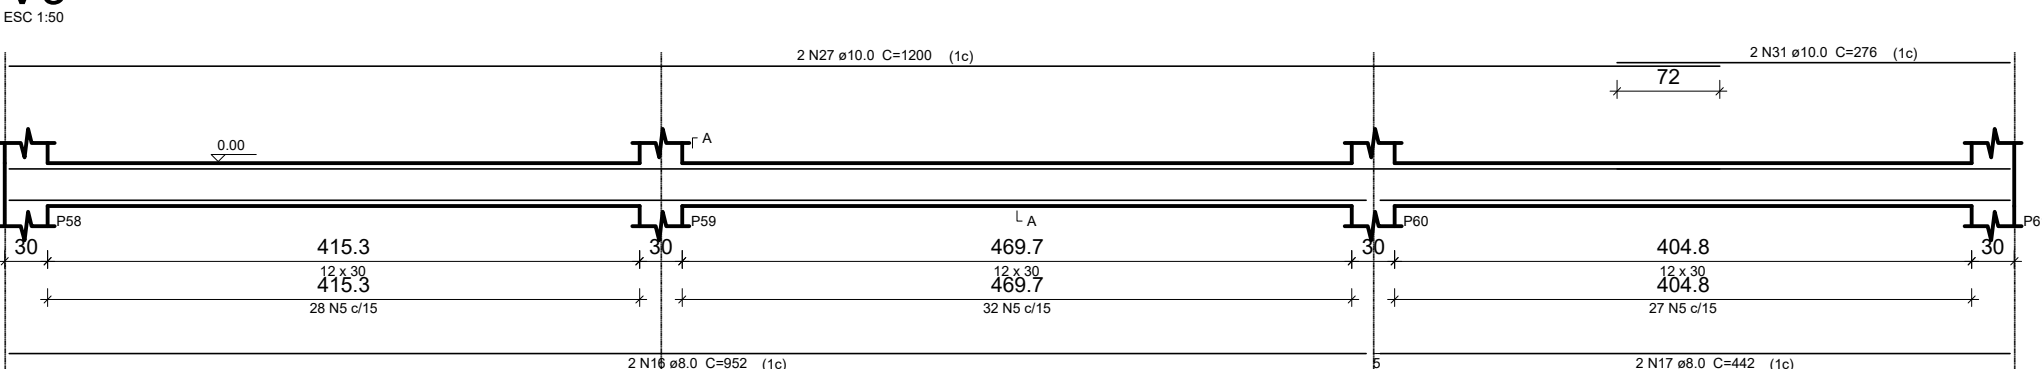 ESC 1:50
2 N27 ø10.0 C=1200 (1c)
2 N31 ø10.0 C=276 (1c)
72
0.00
A
P58
P59
A
P60
P6
30
415.3
30
469.7
30
404.8
30
12 x 30
12 x 30
12 x 30
415.3
469.7
404.8
28 N5 c/15
32 N5 c/15
27 N5 c/15
2 N16 ø8.0 C=952 (1c)
5
2 N17 ø8.0 C=442 (1c)